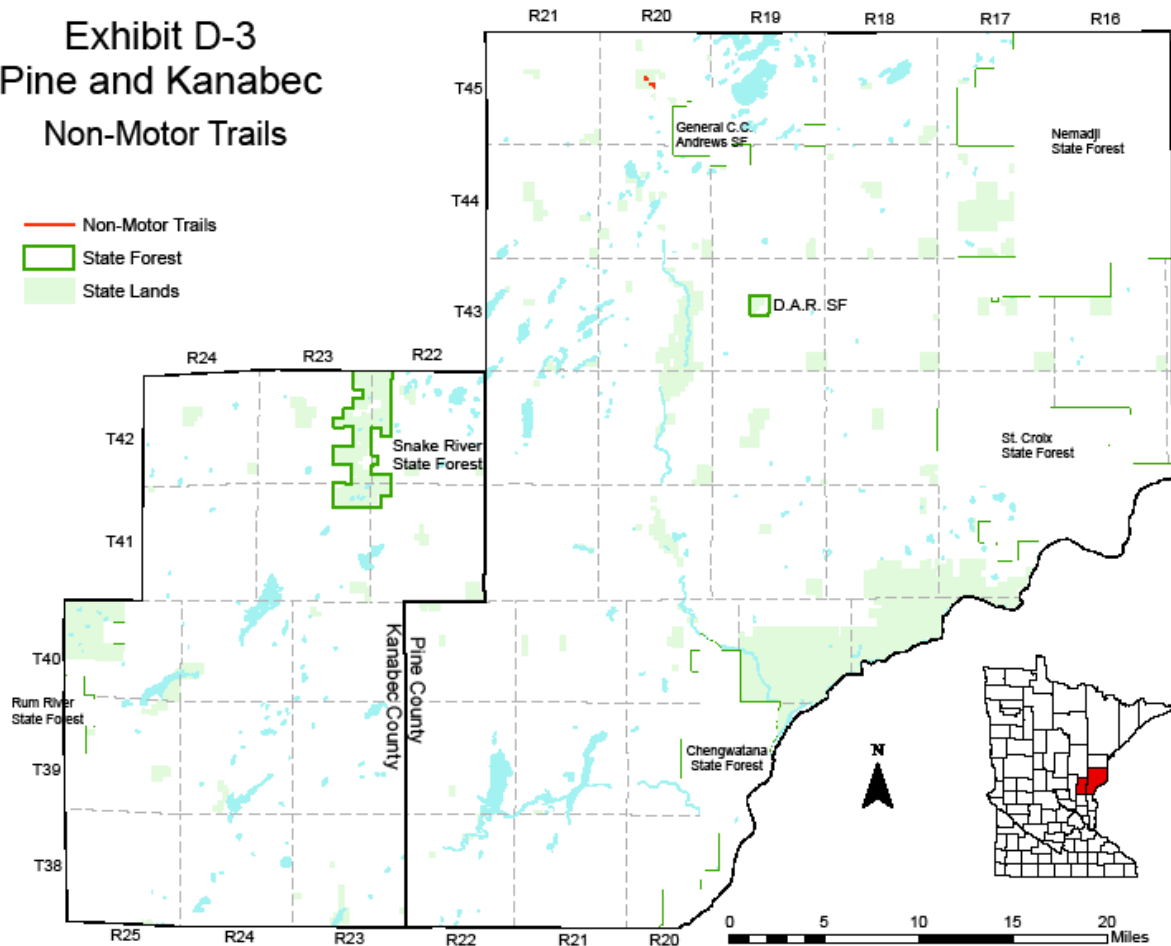 Exhibit D-3
Pine and Kanabec
Non-Motor Trails
Non-Motor Trails
State Forest
State Lands
R21 R20 R19 R18 R17 R16
T45
General C.C.
Andrews SF
Nemadji
State Forest
T44
T43
D.A.R. SF
R24 R23 R22
T42
Snake River
State Forest
St. Croix
State Forest
T41
T40
Pine County
Kanabec County
Rum River
State Forest
T39
Chengwatana
State Forest
N
T38
R25 R24 R23 R22 R21 R20
0 5 10 15 20
Miles